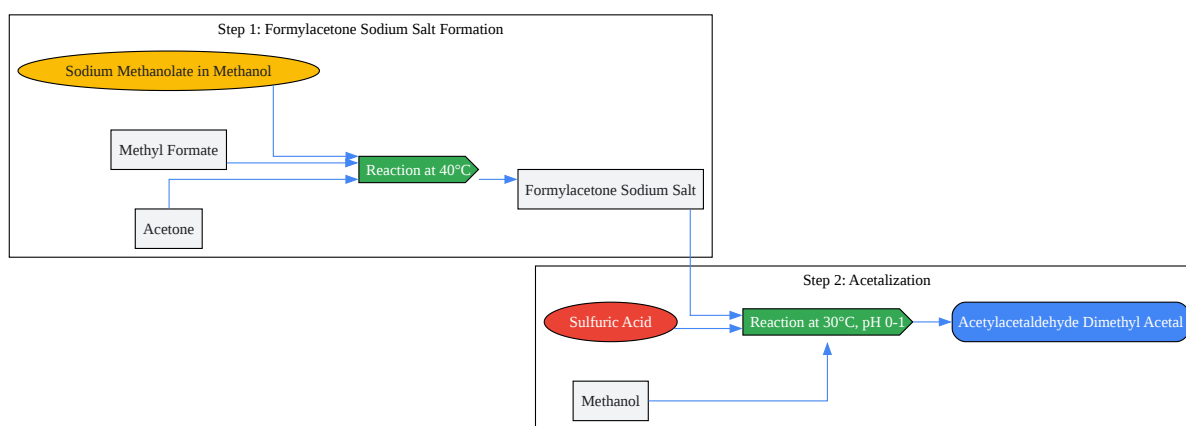 Step 1: Formylacetone Sodium Salt Formation
Sodium Methanolate in Methanol
Methyl Formate
Reaction at 40°C
Formylacetone Sodium Salt
Acetone
Step 2: Acetalization
Sulfuric Acid
Reaction at 30°C, pH 0-1
Acetylacetaldehyde Dimethyl Acetal
Methanol